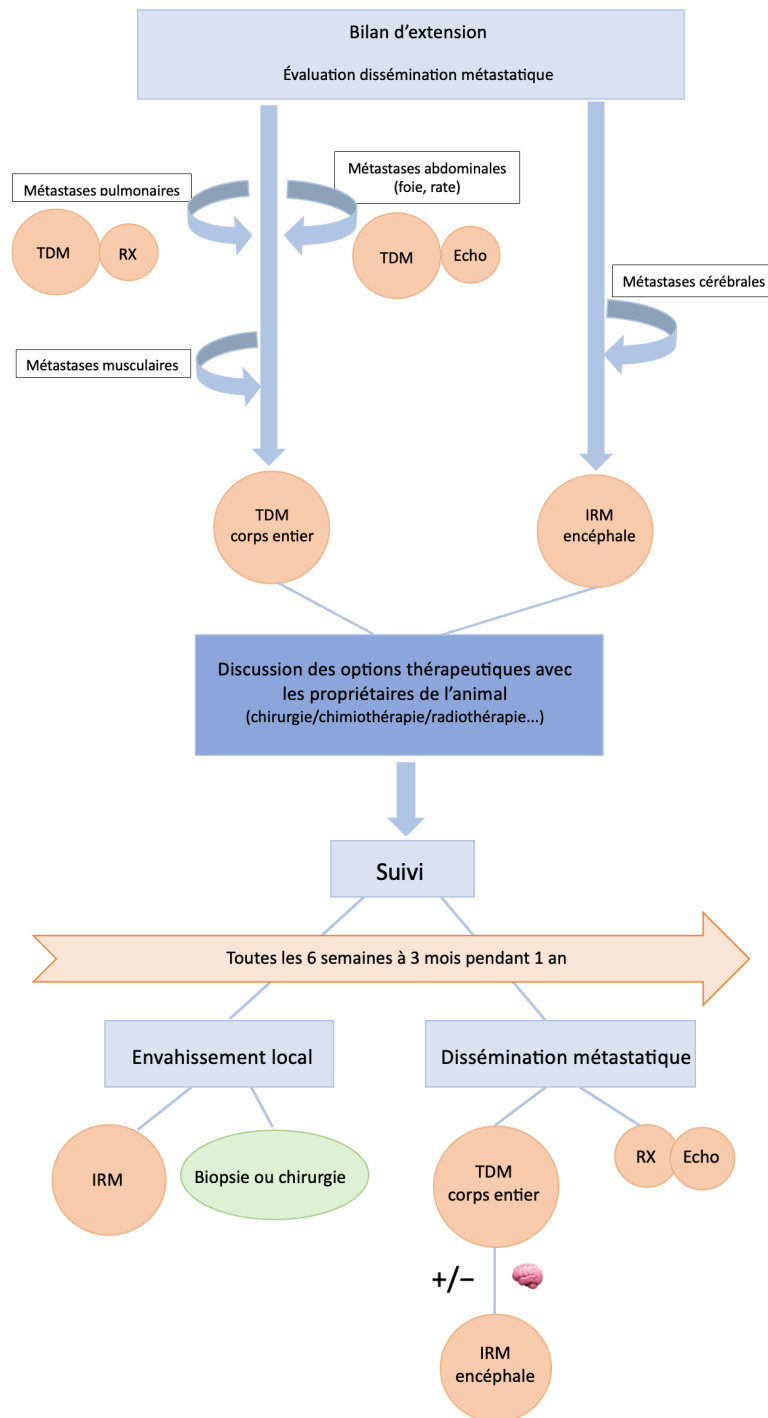 Bilan d’extension
Évaluation dissémination métastatique
Métastases pulmonaires
TDM
RX
Métastases abdominales
(foie, rate)
TDM
Echo
Métastases cérébrales
Métastases musculaires
TDM
corps entier
IRM
encéphale
Discussion des options thérapeutiques avec
les propriétaires de l’animal
(chirurgie/chimiothérapie/radiothérapie...)
Suivi
Toutes les 6 semaines à 3 mois pendant 1 an
Envahissement local
Dissémination métastatique
IRM
Biopsie ou chirurgie
TDM
corps entier
RX
Echo
+/−
IRM
encéphale